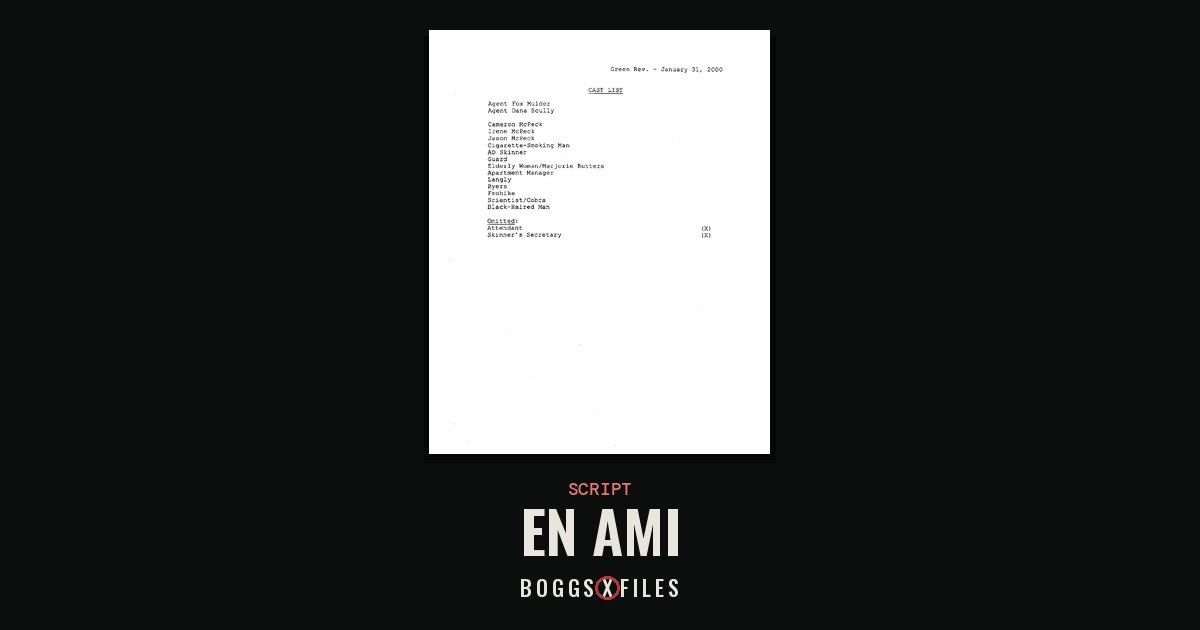 Green Rev. - January 31, 2000
CAST LIST
Agent Fox Mulder
Agent Dana Scully
Cameron McPeck
Irene McPeck
Jason McPeck
Cigarette-Smoking Man
AD Skinner
Guard
Elderly Woman/Marjorie Butters
Apartment Manager
Langly
Byers
Frohike
Scientist/Cobra
Black-Haired Man
Omitted:
Attendant (X)
Skinner's Secretary (X)
SCRIPT
EN AMI
BOGGSXFILES